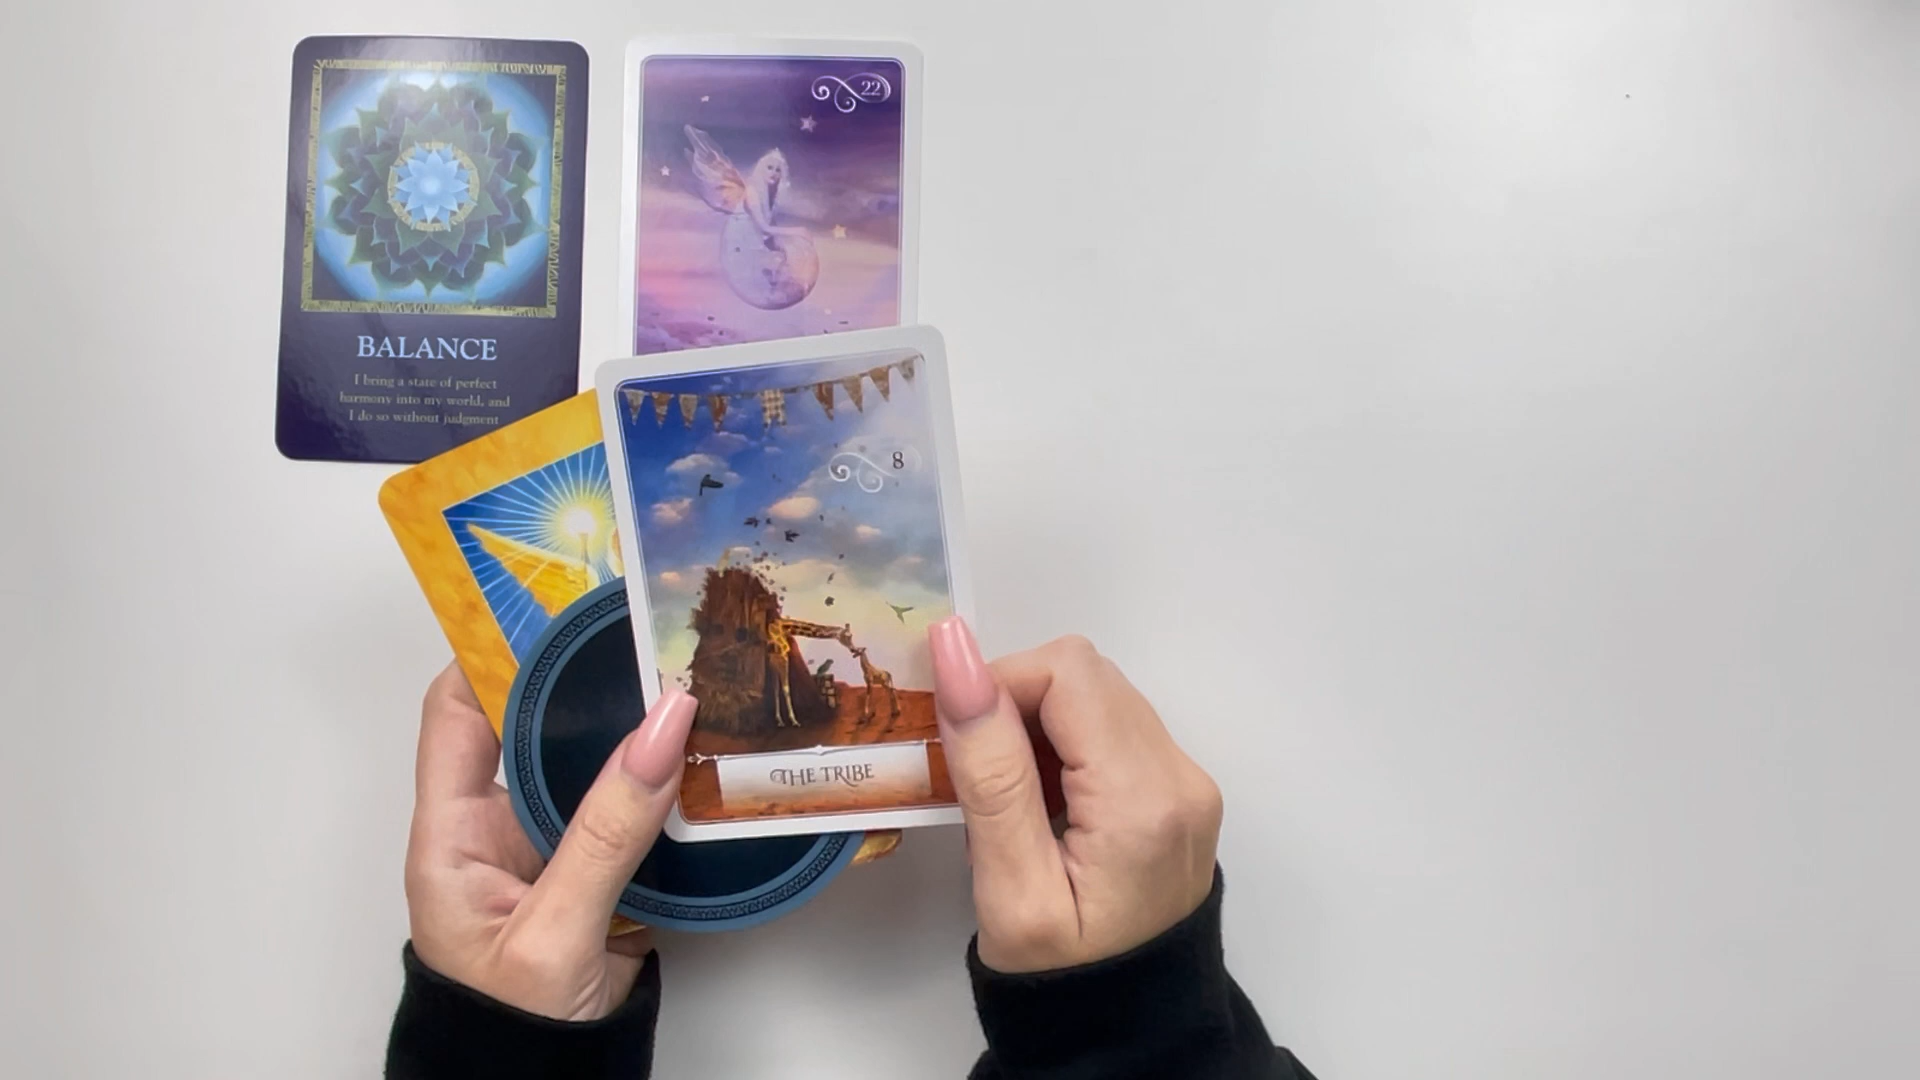 BALANCE
I bring a state of perfect
harmony into my world, and
I do so without judgment
22
8
THE TRIBE